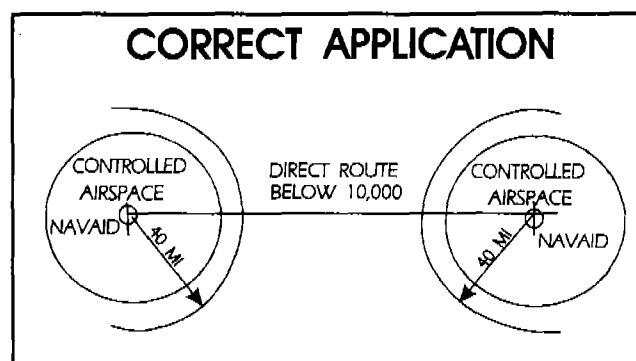 CORRECT APPLICATION
CONTROLLED
AIRSPACE
NAVAID
40 MI
DIRECT ROUTE
BELOW 10,000
CONTROLLED
AIRSPACE
NAVAID
40 MI